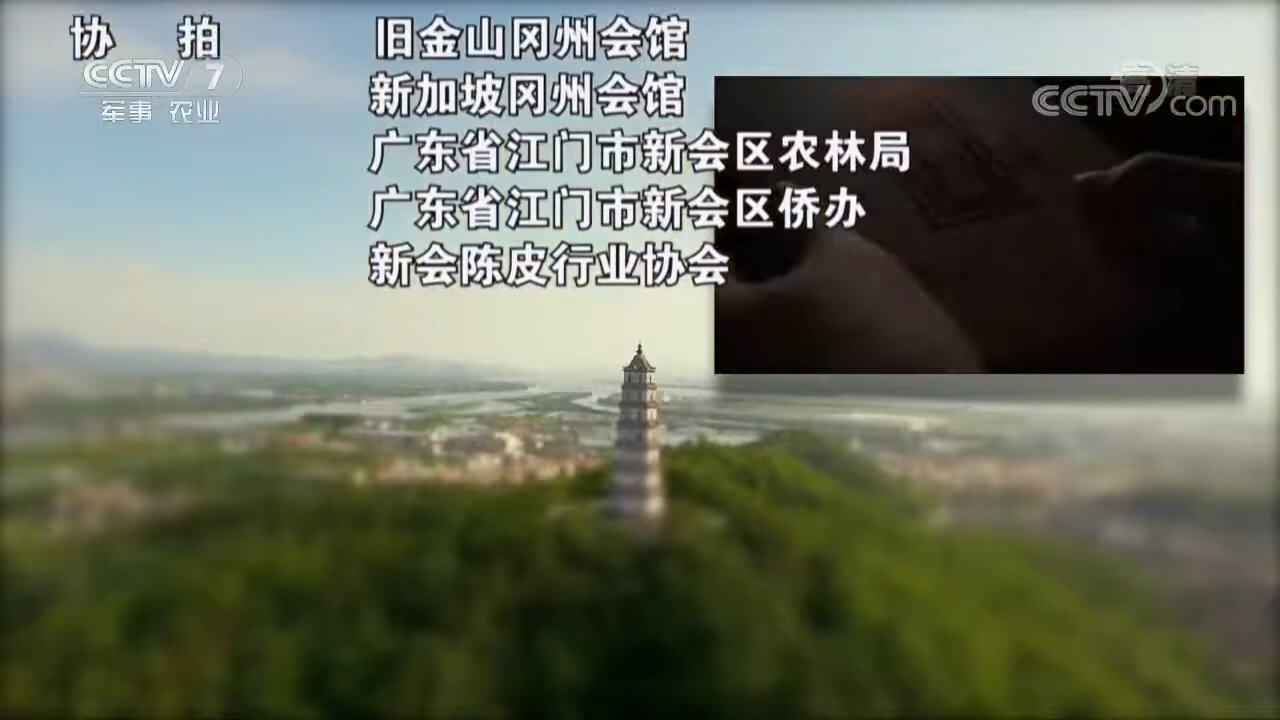 协 拍 旧金山冈州会馆
CCTV 7
军事 农业
新加坡冈州会馆
CCTV.com
广东省江门市新会区农林局
广东省江门市新会区侨办
新会陈皮行业协会